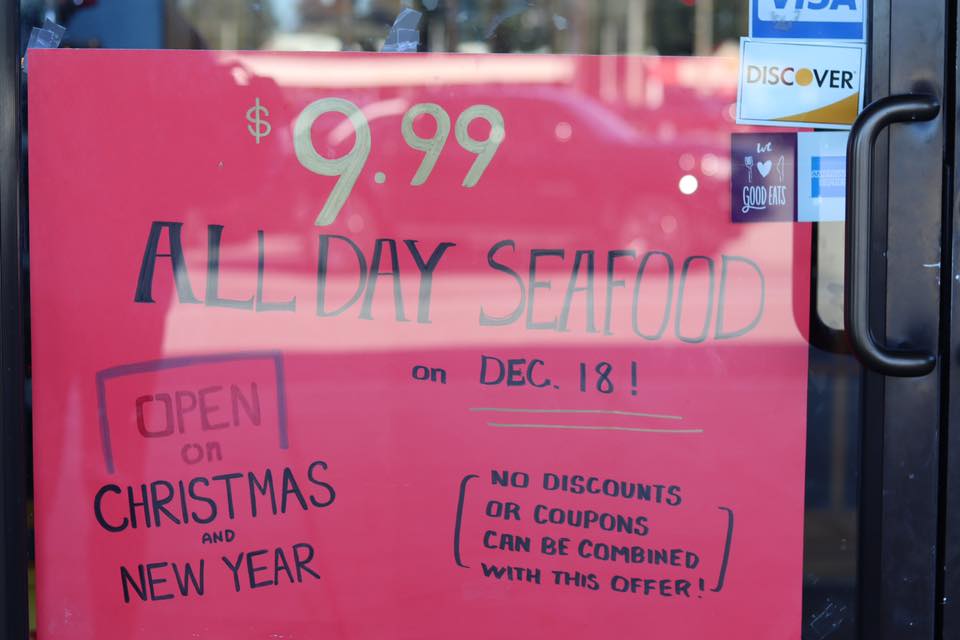 VISA
DISCOVER
we
GOOD EATS
$9.99
ALL DAY SEAFOOD
on DEC. 18!
OPEN
on
CHRISTMAS
AND
NEW YEAR
NO DISCOUNTS
OR COUPONS
CAN BE COMBINED
WITH THIS OFFER!